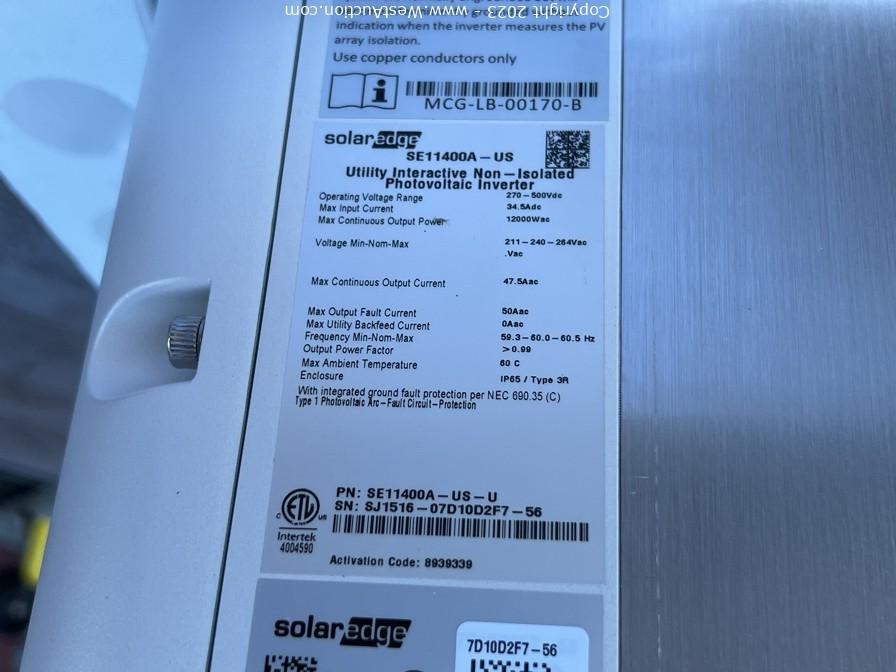 Copyright 2023 - www.WestAuction.com
indication when the inverter measures the PV
array isolation.
Use copper conductors only
MCG-LB-00170-B
solaredge
SE11400A-US
Utility Interactive Non-Isolated
Photovoltaic Inverter
Operating Voltage Range 270-500Vdc
Max Input Current 34.5Adc
Max Continuous Output Power 12000Wac
Voltage Min-Nom-Max 211-240-264Vac
.Vac
Max Continuous Output Current 47.5Aac
Max Output Fault Current 50Aac
Max Utility Backfeed Current 0Aac
Frequency Min-Nom-Max 59.3-60.0-60.5 Hz
Output Power Factor >0.99
Max Ambient Temperature 60 C
Enclosure IP65 / Type 3R
With integrated ground fault protection per NEC 690.35 (C)
Type 1 Photovoltaic Arc-Fault Circuit-Protection
PN: SE11400A-US-U
SN: SJ1516-07D10D2F7-56
C ETL US
Intertek
4004590
Activation Code: 8939339
solaredge
7D10D2F7-56